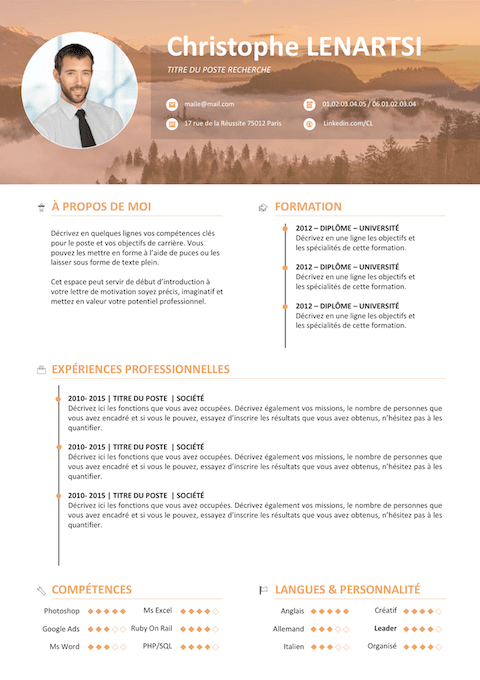 Christophe LENARTSI
TITRE DU POSTE RECHERCHE
maile@mail.com
01.02.03.04.05 / 06.01.02.03.04
17 rue de la Réussite 75012 Paris
Linkedin.com/CL
À PROPOS DE MOI
Décrivez en quelques lignes vos compétences clés
pour le poste et vos objectifs de carrière. Vous
pouvez les mettre en forme à l'aide de puces ou les
laisser sous forme de texte plein.
Cet espace peut servir de début d'introduction à
votre lettre de motivation soyez précis, imaginatif et
mettez en valeur votre potentiel professionnel.
FORMATION
2012 – DIPLÔME – UNIVERSITÉ
Décrivez en une ligne les objectifs et
les spécialités de cette formation.
2012 – DIPLÔME – UNIVERSITÉ
Décrivez en une ligne les objectifs et
les spécialités de cette formation.
2012 – DIPLÔME – UNIVERSITÉ
Décrivez en une ligne les objectifs et
les spécialités de cette formation.
EXPÉRIENCES PROFESSIONNELLES
2010- 2015 | TITRE DU POSTE | SOCIÉTÉ
Décrivez ici les fonctions que vous avez occupées. Décrivez également vos missions, le nombre de personnes que
vous avez encadré et si vous le pouvez, essayez d'inscrire les résultats que vous avez obtenus, n'hésitez pas à les
quantifier.
2010- 2015 | TITRE DU POSTE | SOCIÉTÉ
Décrivez ici les fonctions que vous avez occupées. Décrivez également vos missions, le nombre de personnes que
vous avez encadré et si vous le pouvez, essayez d'inscrire les résultats que vous avez obtenus, n'hésitez pas à les
quantifier.
2010- 2015 | TITRE DU POSTE | SOCIÉTÉ
Décrivez ici les fonctions que vous avez occupées. Décrivez également vos missions, le nombre de personnes que
vous avez encadré et si vous le pouvez, essayez d'inscrire les résultats que vous avez obtenus, n'hésitez pas à les
quantifier.
COMPÉTENCES
Photoshop
Ms Excel
Google Ads
Ruby On Rail
Ms Word
PHP/SQL
LANGUES & PERSONNALITÉ
Anglais
Créatif
Allemand
Leader
Italien
Organisé